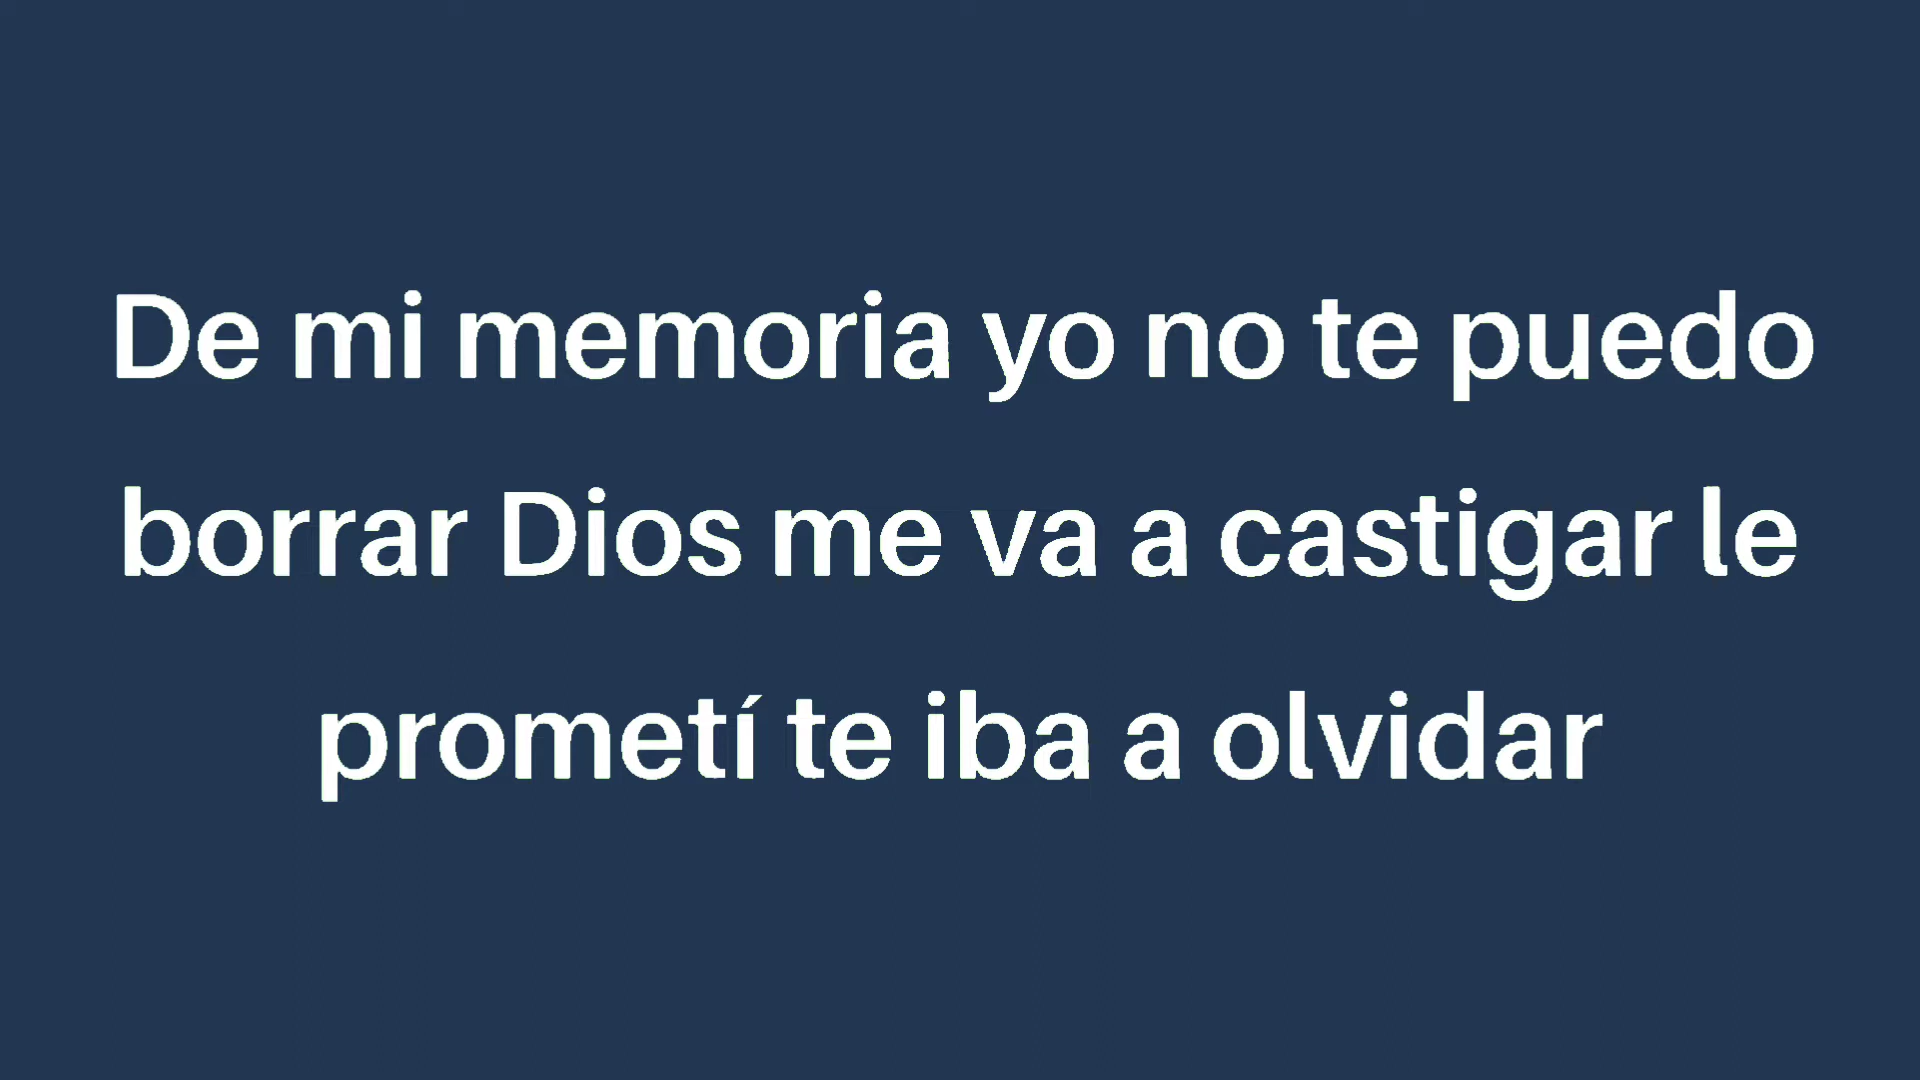 De mi memoria yo no te puedo
borrar Dios me va a castigar le
prometí te iba a olvidar